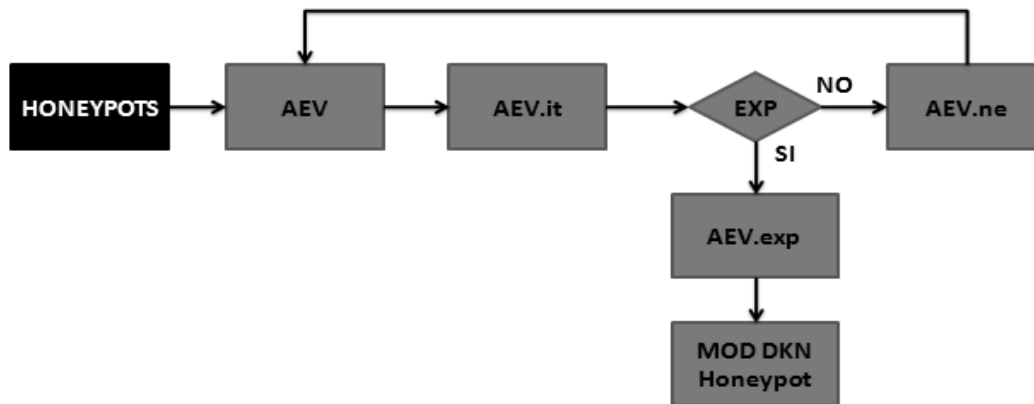 HONEYPOTS
AEV
AEV.it
EXP
NO
AEV.ne
SI
AEV.exp
MOD DKN
Honeypot